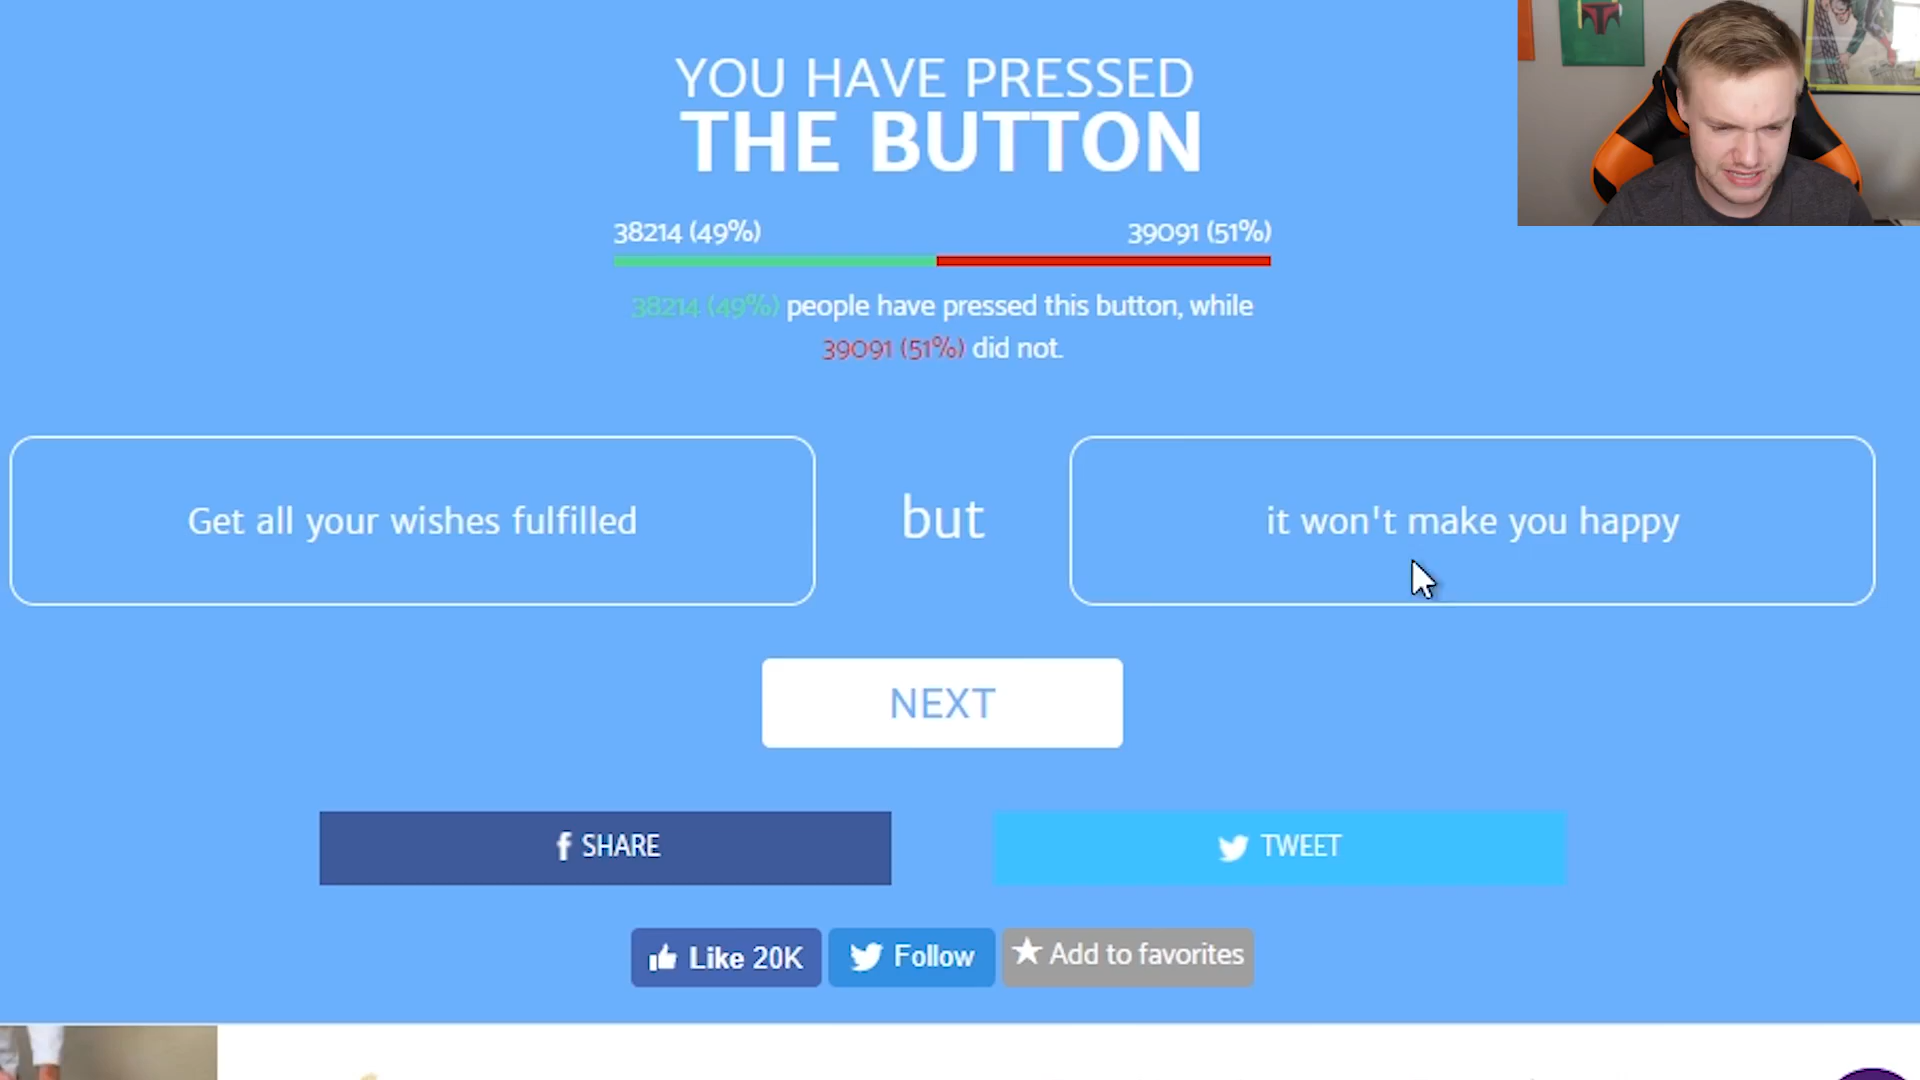 YOU HAVE PRESSED
THE BUTTON
38214 (49%) 39091 (51%)
38214 (49%) people have pressed this button, while
39091 (51%) did not.
Get all your wishes fulfilled
but
it won't make you happy
NEXT
f SHARE
TWEET
Like 20K
Follow
Add to favorites